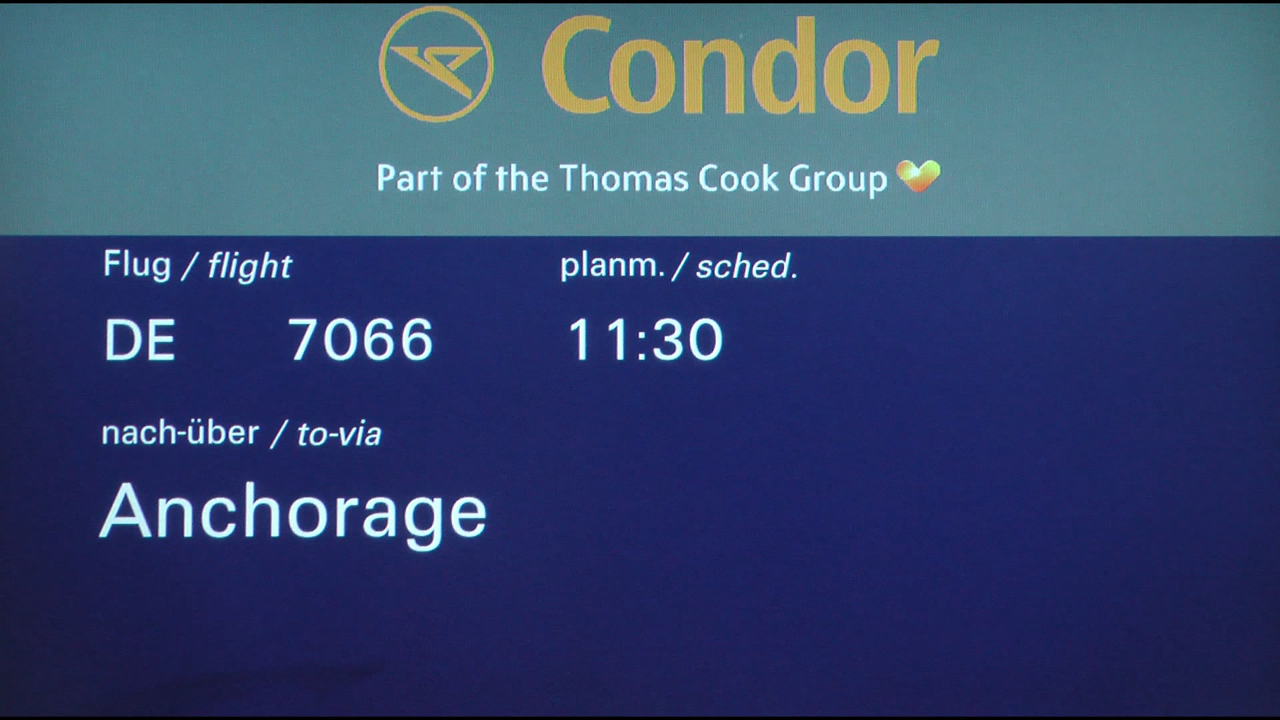 Condor
Part of the Thomas Cook Group
Flug / flight planm. / sched.
DE 7066 11:30
nach-über / to-via
Anchorage